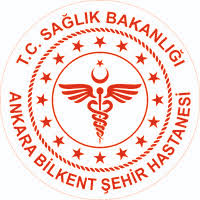 T.C. SAĞLIK BAKANLIĞI
ANKARA BİLKENT ŞEHİR HASTANESİ